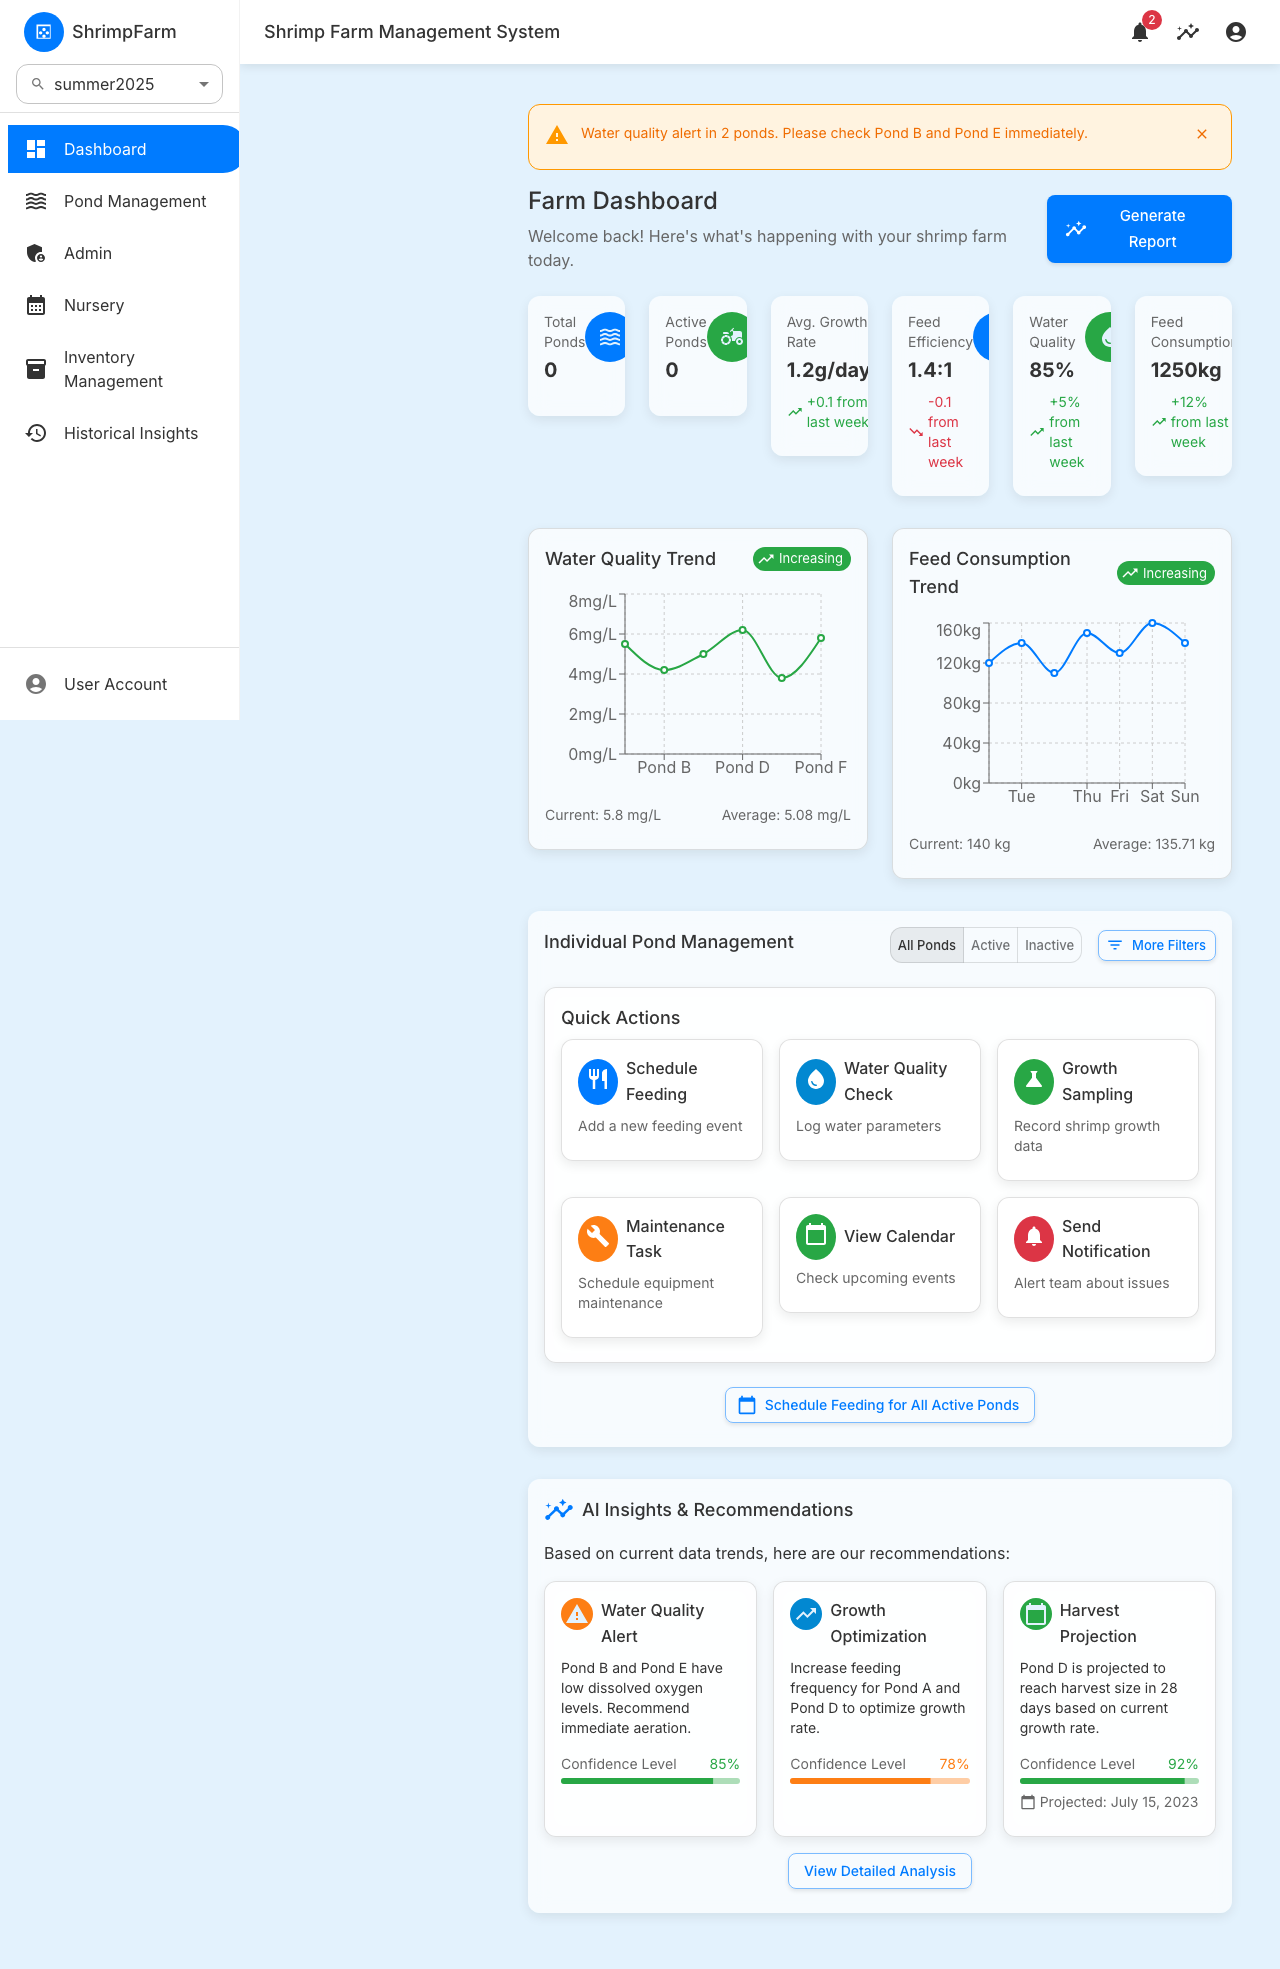 ShrimpFarm
summer2025
Dashboard
Pond Management
Admin
Nursery
Inventory
Management
Historical Insights
User Account
Shrimp Farm Management System
2
Water quality alert in 2 ponds. Please check Pond B and Pond E immediately.
Farm Dashboard
Welcome back! Here's what's happening with your shrimp farm
today.
Generate
Report
Total
Ponds
0
Active
Ponds
0
Avg. Growth
Rate
1.2g/day
+0.1 from
last week
Feed
Efficiency
1.4:1
-0.1
from
last
week
Water
Quality
85%
+5%
from
last
week
Feed
Consumption
1250kg
+12%
from last
week
Water Quality Trend
Increasing
8mg/L
6mg/L
4mg/L
2mg/L
0mg/L
Pond B Pond D Pond F
Current: 5.8 mg/L Average: 5.08 mg/L
Feed Consumption
Trend
Increasing
160kg
120kg
80kg
40kg
0kg
Tue Thu Fri Sat Sun
Current: 140 kg Average: 135.71 kg
Individual Pond Management
All Ponds Active Inactive
More Filters
Quick Actions
Schedule
Feeding
Add a new feeding event
Water Quality
Check
Log water parameters
Growth
Sampling
Record shrimp growth
data
Maintenance
Task
Schedule equipment
maintenance
View Calendar
Check upcoming events
Send
Notification
Alert team about issues
Schedule Feeding for All Active Ponds
AI Insights & Recommendations
Based on current data trends, here are our recommendations:
Water Quality
Alert
Pond B and Pond E have
low dissolved oxygen
levels. Recommend
immediate aeration.
Confidence Level 85%
Growth
Optimization
Increase feeding
frequency for Pond A and
Pond D to optimize growth
rate.
Confidence Level 78%
Harvest
Projection
Pond D is projected to
reach harvest size in 28
days based on current
growth rate.
Confidence Level 92%
Projected: July 15, 2023
View Detailed Analysis